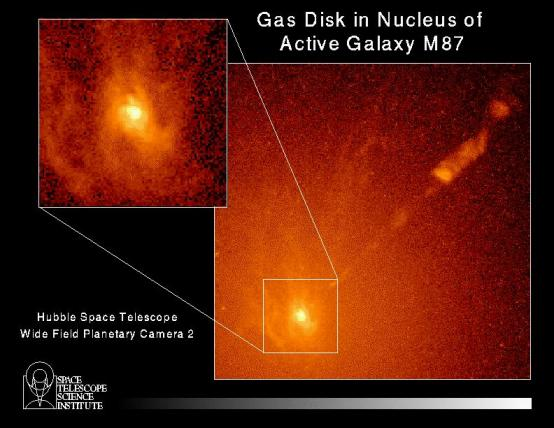 Gas Disk in Nucleus of
Active Galaxy M87
Hubble Space Telescope
Wide Field Planetary Camera 2
SPACE
TELESCOPE
SCIENCE
INSTITUTE